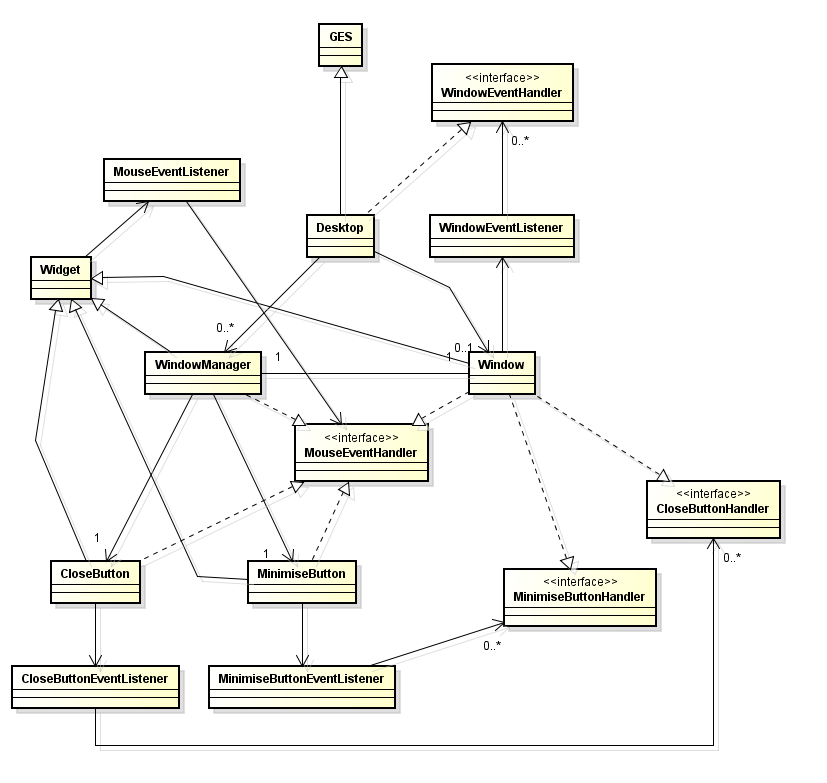 GES
<<interface>>
WindowEventHandler
0..*
MouseEventListener
Desktop
WindowEventListener
Widget
0..*
0..1
1
1
WindowManager
Window
<<interface>>
MouseEventHandler
<<interface>>
CloseButtonHandler
1
1
0..*
CloseButton
MinimiseButton
<<interface>>
MinimiseButtonHandler
0..*
CloseButtonEventListener
MinimiseButtonEventListener